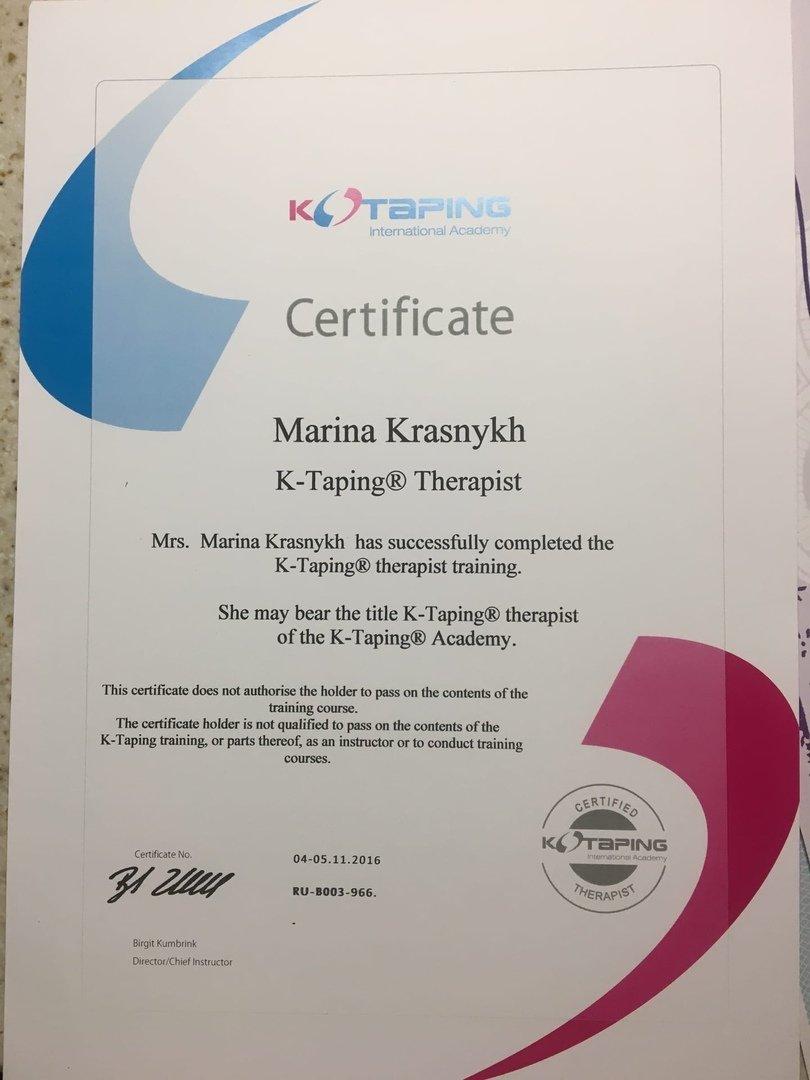 K TAPING
International Academy
Certificate
Marina Krasnykh
K-Taping® Therapist
Mrs. Marina Krasnykh has successfully completed the
K-Taping® therapist training.
She may bear the title K-Taping® therapist
of the K-Taping® Academy.
This certificate does not authorise the holder to pass on the contents of the
training course.
The certificate holder is not qualified to pass on the contents of the
K-Taping training, or parts thereof, as an instructor or to conduct training
courses.
CERTIFIED
K TAPING
International Academy
THERAPIST
Certificate No.
04-05.11.2016
RU-B003-966.
-
Birgit Kumbrink
Director/Chief Instructor